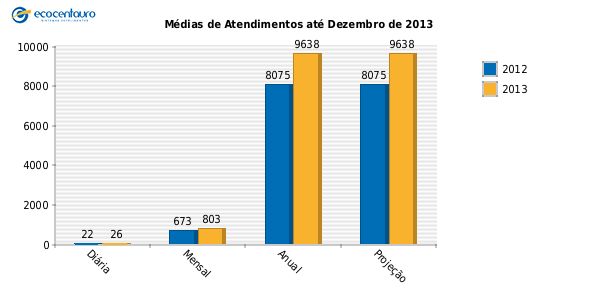 ecocentauro
Médias de Atendimentos até Dezembro de 2013
10000
8000
6000
4000
2000
0
22
26
673
803
8075
9638
8075
9638
Diária
Mensal
Anual
Projeção
2012
2013